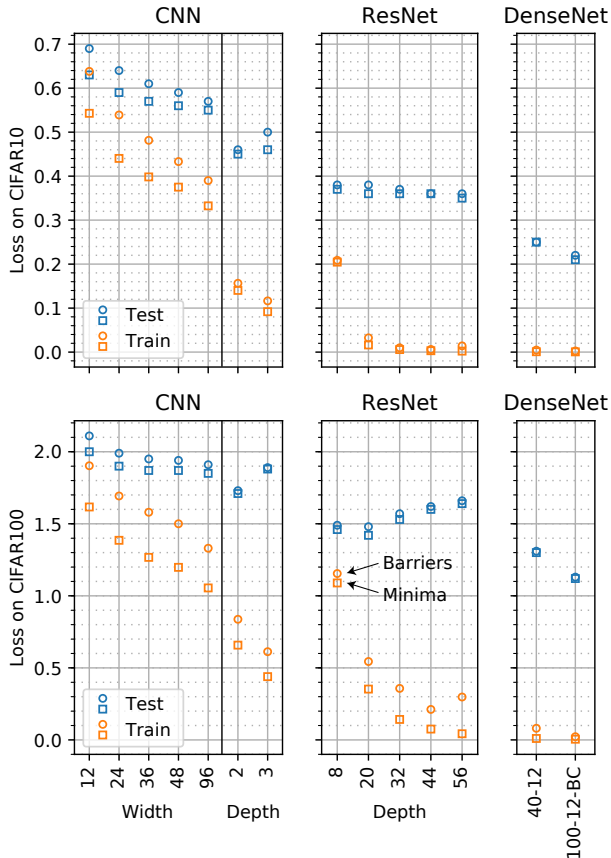 CNN ResNet DenseNet
Loss on CIFAR10
0.7
0.6
0.5
0.4
0.3
0.2
0.1
0.0
Test
Train
CNN ResNet DenseNet
Loss on CIFAR100
2.0
1.5
1.0
0.5
0.0
Barriers
Minima
Test
Train
12 24 36 48 96 2 3 8 20 32 44 56 40-12 100-12-BC
Width Depth Depth